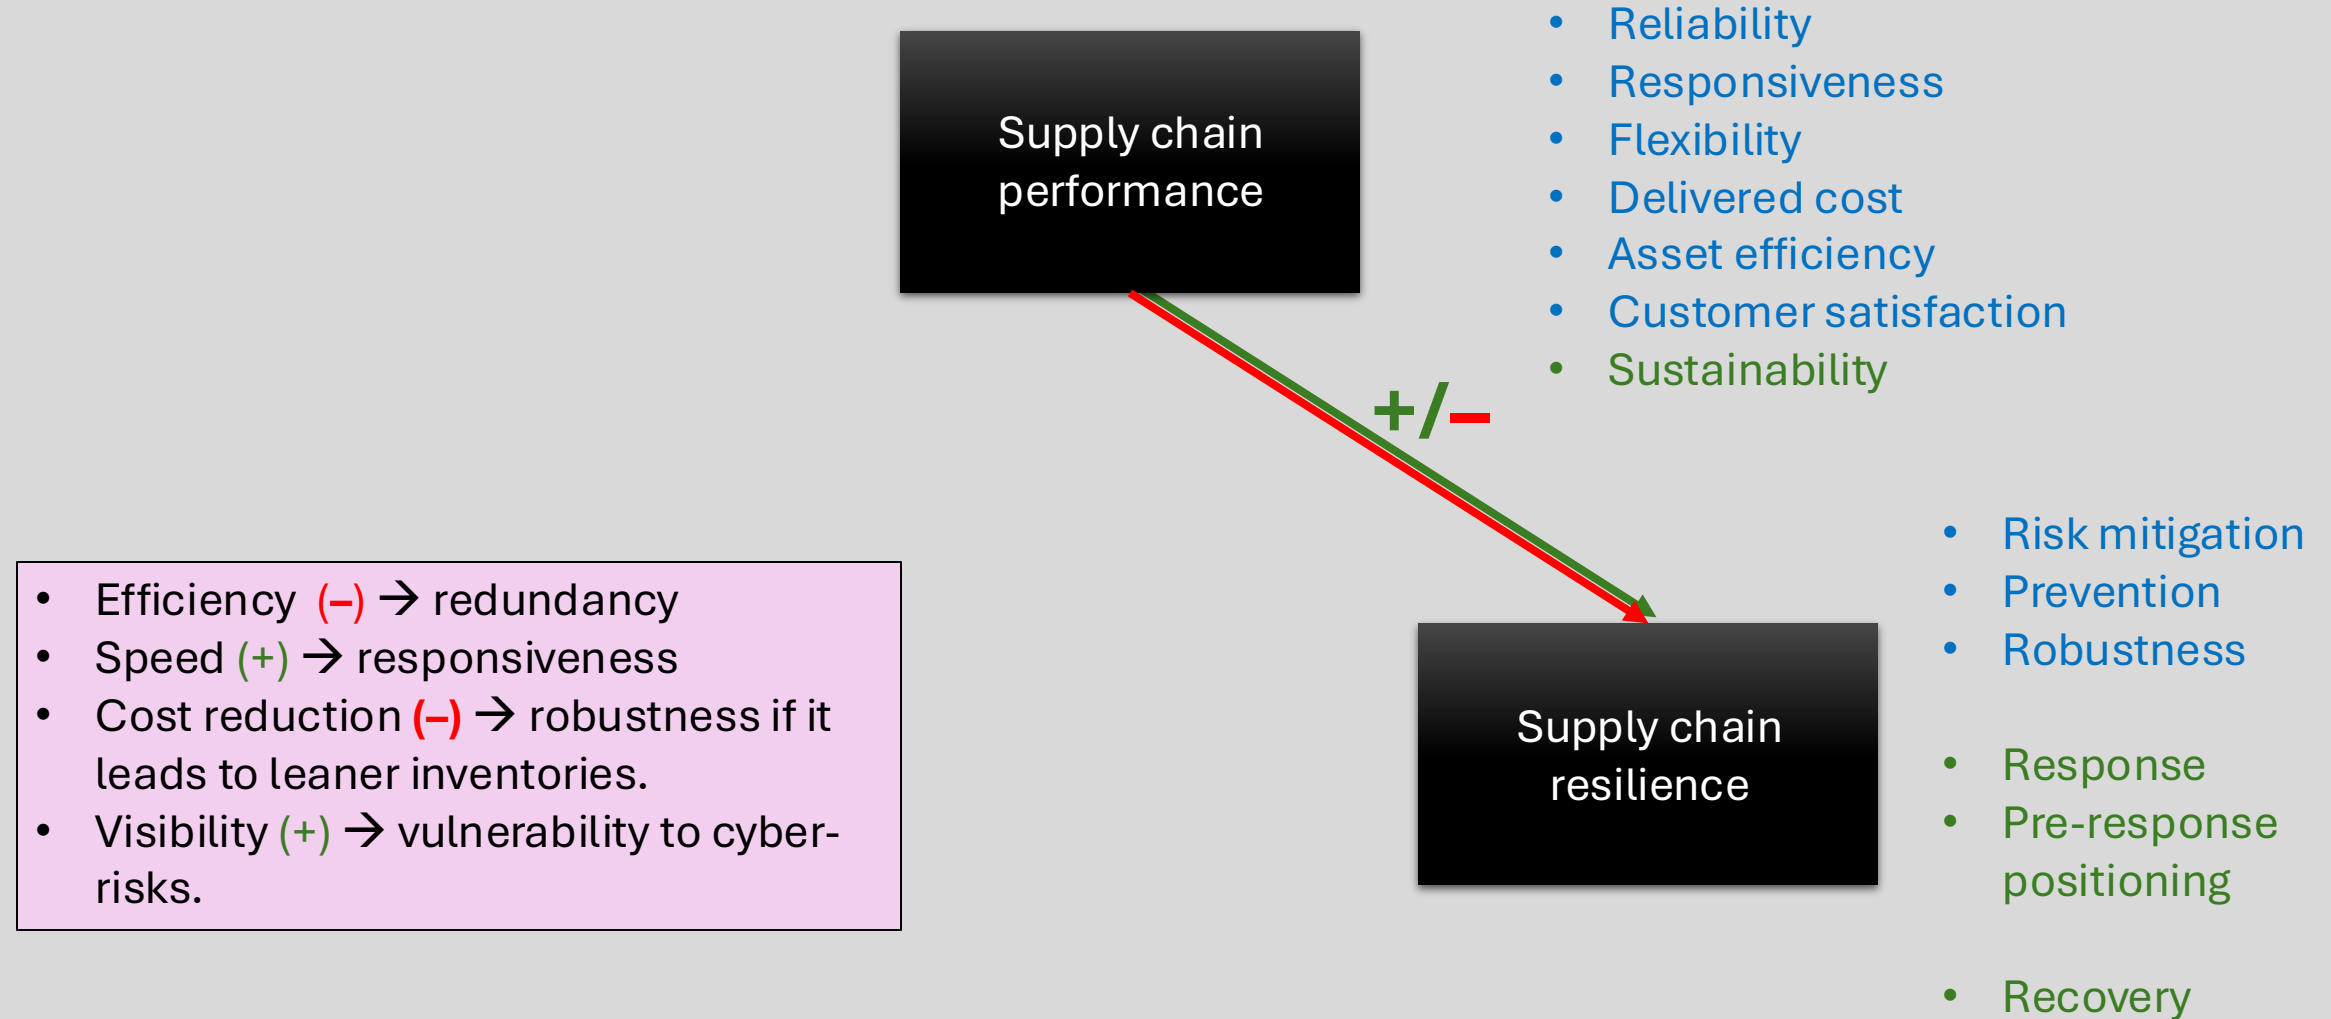 Supply chain
performance
• Reliability
• Responsiveness
• Flexibility
• Delivered cost
• Asset efficiency
• Customer satisfaction
• Sustainability
+/–
• Efficiency (–) → redundancy
• Speed (+) → responsiveness
• Cost reduction (–) → robustness if it
leads to leaner inventories.
• Visibility (+) → vulnerability to cyber-
risks.
Supply chain
resilience
• Risk mitigation
• Prevention
• Robustness
• Response
• Pre-response
positioning
• Recovery